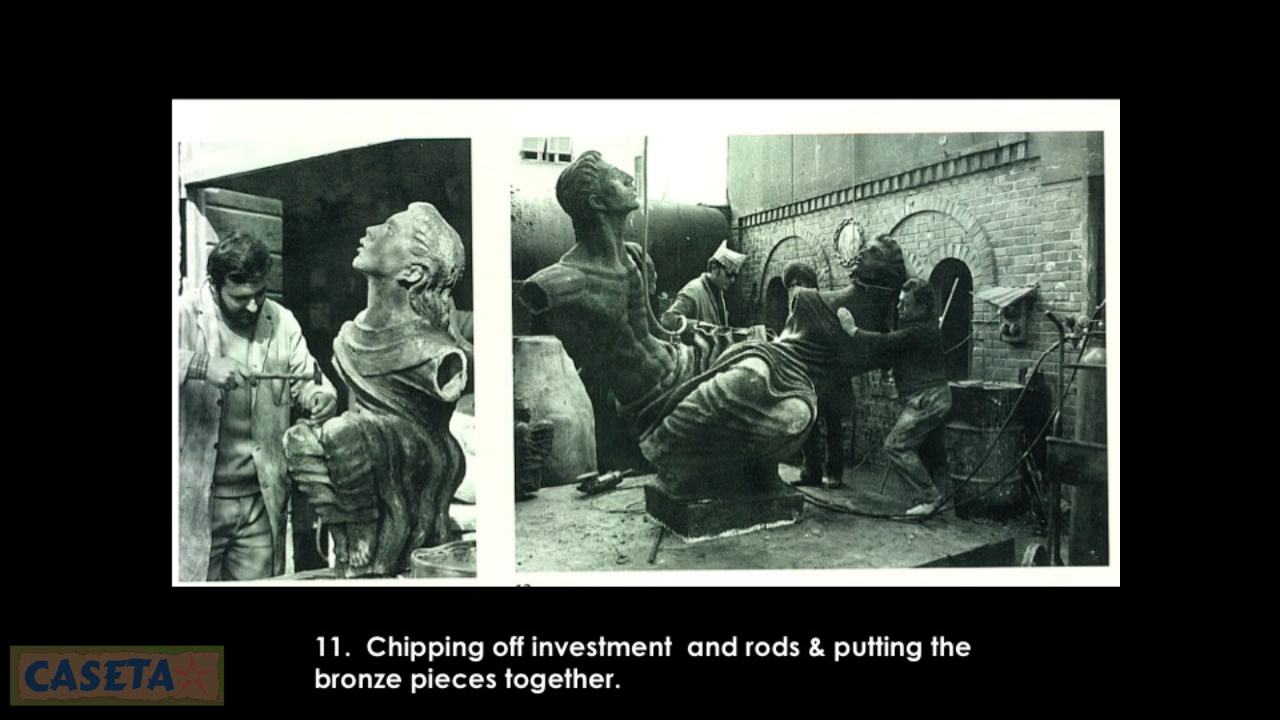 11. Chipping off investment and rods & putting the
bronze pieces together.
CASETA